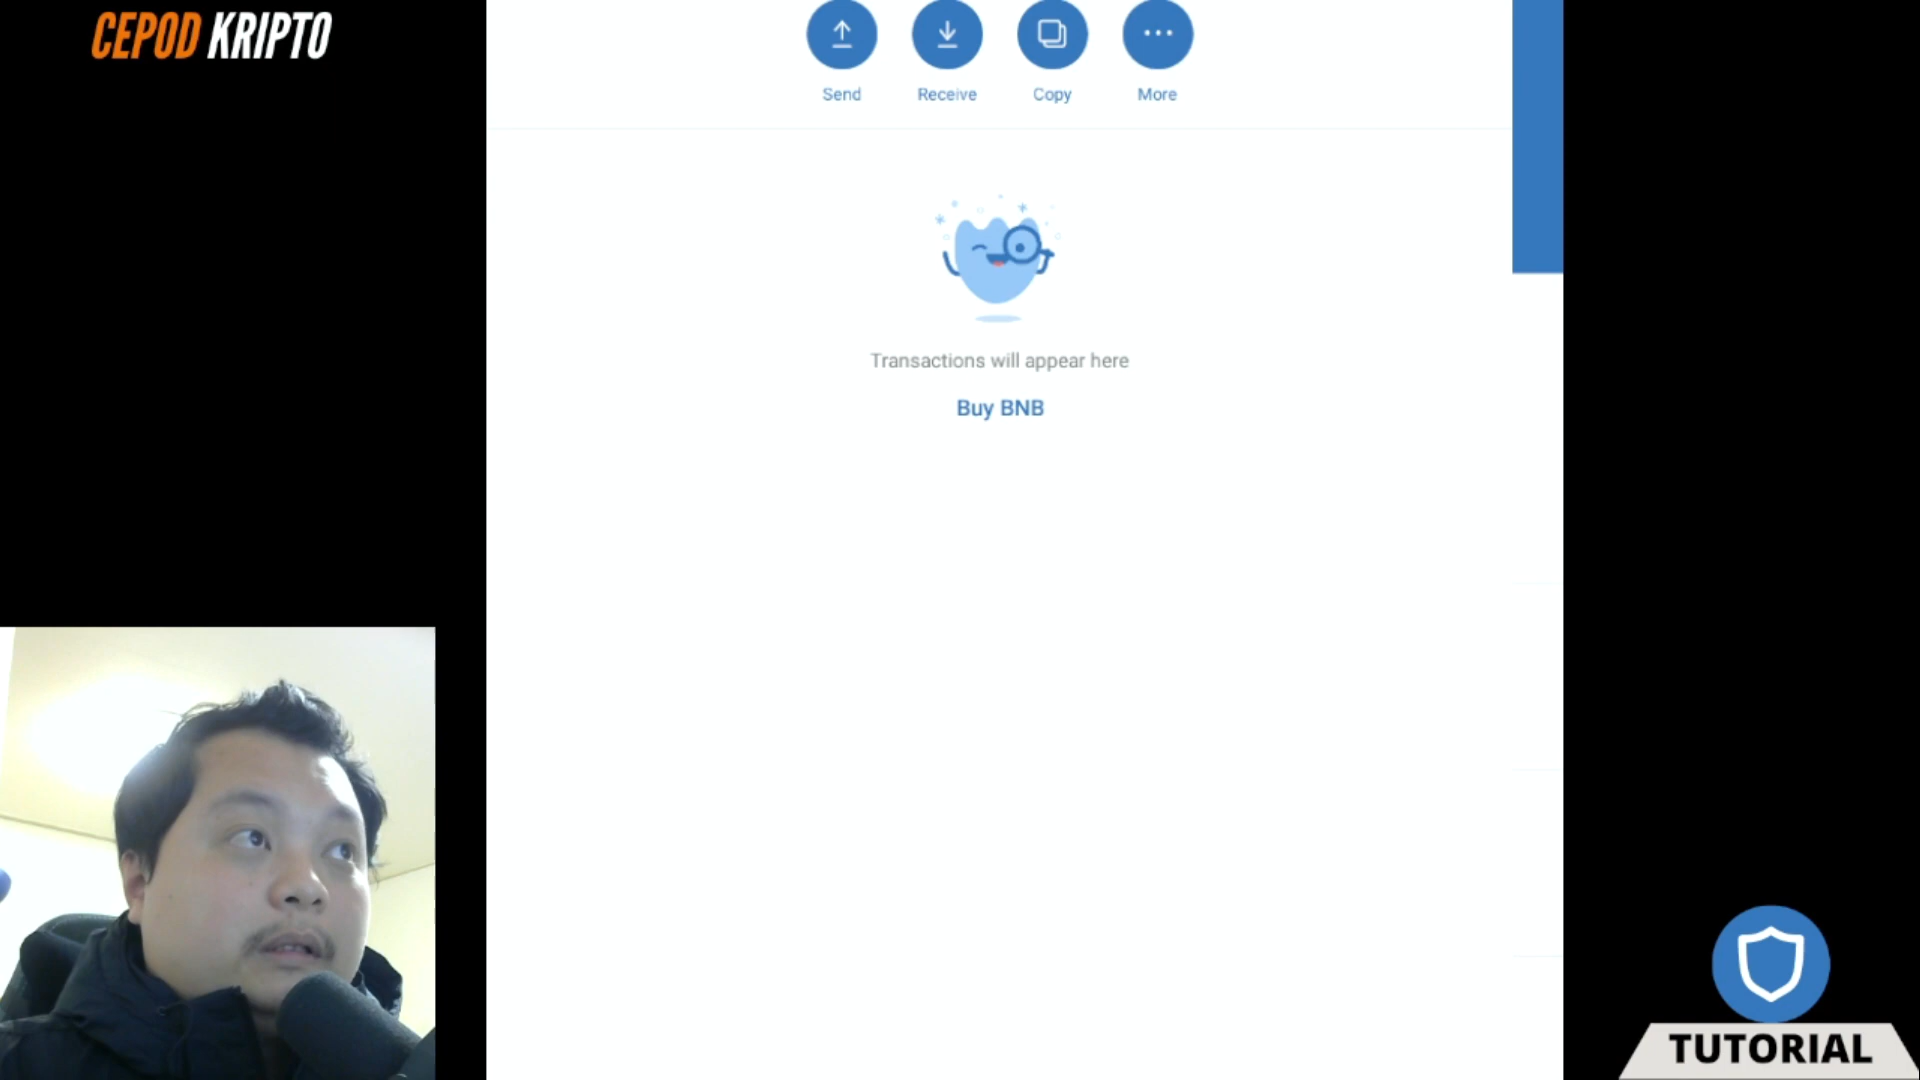 CEPOD KRIPTO
Send
Receive
Copy
More
Transactions will appear here
Buy BNB
TUTORIAL